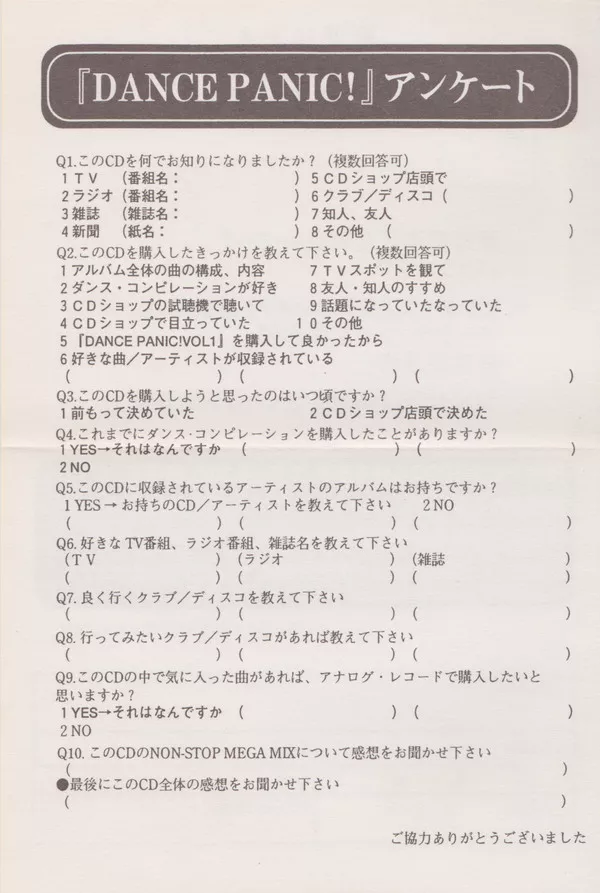 『DANCE PANIC!』アンケート
Q1.このCDを何でお知りになりましたか?（複数回答可）
1 TV （番組名： ） 5 CDショップ店頭で
2 ラジオ（番組名： ） 6 クラブ／ディスコ（ ）
3 雑誌 （雑誌名： ） 7 知人、友人
4 新聞 （紙名： ） 8 その他 （ ）
Q2.このCDを購入したきっかけを教えて下さい。（複数回答可）
1 アルバム全体の曲の構成、内容 7 TVスポットを観て
2 ダンス・コンピレーションが好き 8 友人・知人のすすめ
3 CDショップの試聴機で聴いて 9 話題になっていたなっていた
4 CDショップで目立っていた 10 その他
5 『DANCE PANIC!VOL1』を購入して良かったから
6 好きな曲／アーティストが収録されている
（ ）（ ）（ ）
Q3.このCDを購入しようと思ったのはいつ頃ですか?
1 前もって決めていた 2 CDショップ店頭で決めた
Q4.これまでにダンス・コンピレーションを購入したことがありますか?
1 YES→それはなんですか （ ）（ ）
2 NO
Q5.このCDに収録されているアーティストのアルバムはお持ちですか?
1 YES → お持ちのCD／アーティストを教えて下さい 2 NO
（ ）（ ）（ ）
Q6.好きなTV番組、ラジオ番組、雑誌名を教えて下さい
（TV ）（ラジオ ）（雑誌 ）
（ ）（ ）（ ）
Q7.良く行くクラブ／ディスコを教えて下さい
（ ）（ ）（ ）
Q8.行ってみたいクラブ／ディスコがあれば教えて下さい
（ ）（ ）（ ）
Q9.このCDの中で気に入った曲があれば、アナログ・レコードで購入したいと
思いますか?
1 YES→それはなんですか （ ）（ ）
2 NO
Q10. このCDのNON-STOP MEGA MIXについて感想をお聞かせ下さい
（ ）
●最後にこのCD全体の感想をお聞かせ下さい
（ ）
ご協力ありがとうございました